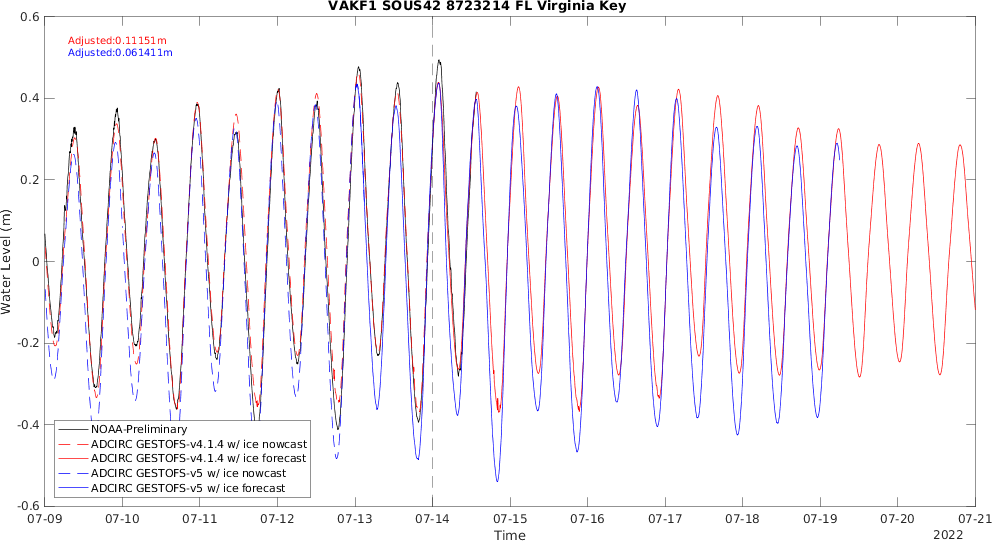 VAKF1 SOUS42 8723214 FL Virginia Key
0.6
Adjusted:0.11151m
Adjusted:0.061411m
0.4
0.2
0
-0.2
-0.4
-0.6
Water Level (m)
NOAA-Preliminary
ADCIRC GESTOFS-v4.1.4 w/ ice nowcast
ADCIRC GESTOFS-v4.1.4 w/ ice forecast
ADCIRC GESTOFS-v5 w/ ice nowcast
ADCIRC GESTOFS-v5 w/ ice forecast
07-09 07-10 07-11 07-12 07-13 07-14 07-15 07-16 07-17 07-18 07-19 07-20 07-21
Time
2022